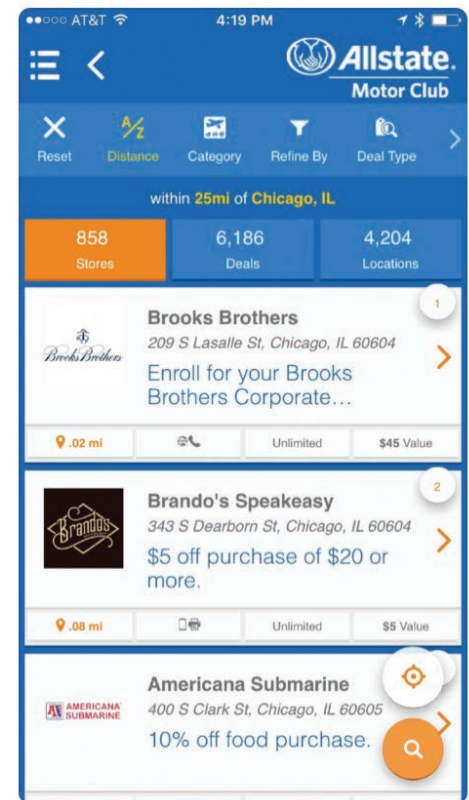 AT&T 4:19 PM
Allstate.
Motor Club
Reset A/Z Distance Category Refine By Deal Type
within 25mi of Chicago, IL
858 6,186 4,204
Stores Deals Locations
1
Brooks Brothers
Brooks Brothers
209 S Lasalle St, Chicago, IL 60604
Enroll for your Brooks
Brothers Corporate...
.02 mi Unlimited $45 Value
2
Brando's
Brando's Speakeasy
343 S Dearborn St, Chicago, IL 60604
$5 off purchase of $20 or
more.
.08 mi Unlimited $5 Value
AMERICANA
SUBMARINE
Americana Submarine
400 S Clark St, Chicago, IL 60605
10% off food purchase.